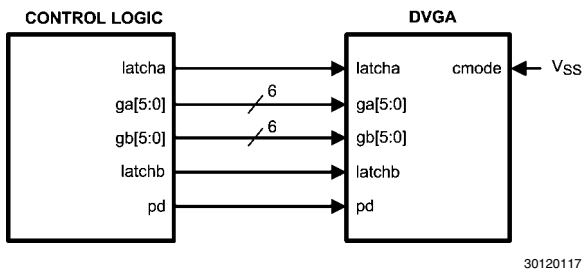 CONTROL LOGIC
DVGA
latcha
latcha
cmode
VSS
ga[5:0]
6
ga[5:0]
gb[5:0]
6
gb[5:0]
latchb
latchb
pd
pd
30120117